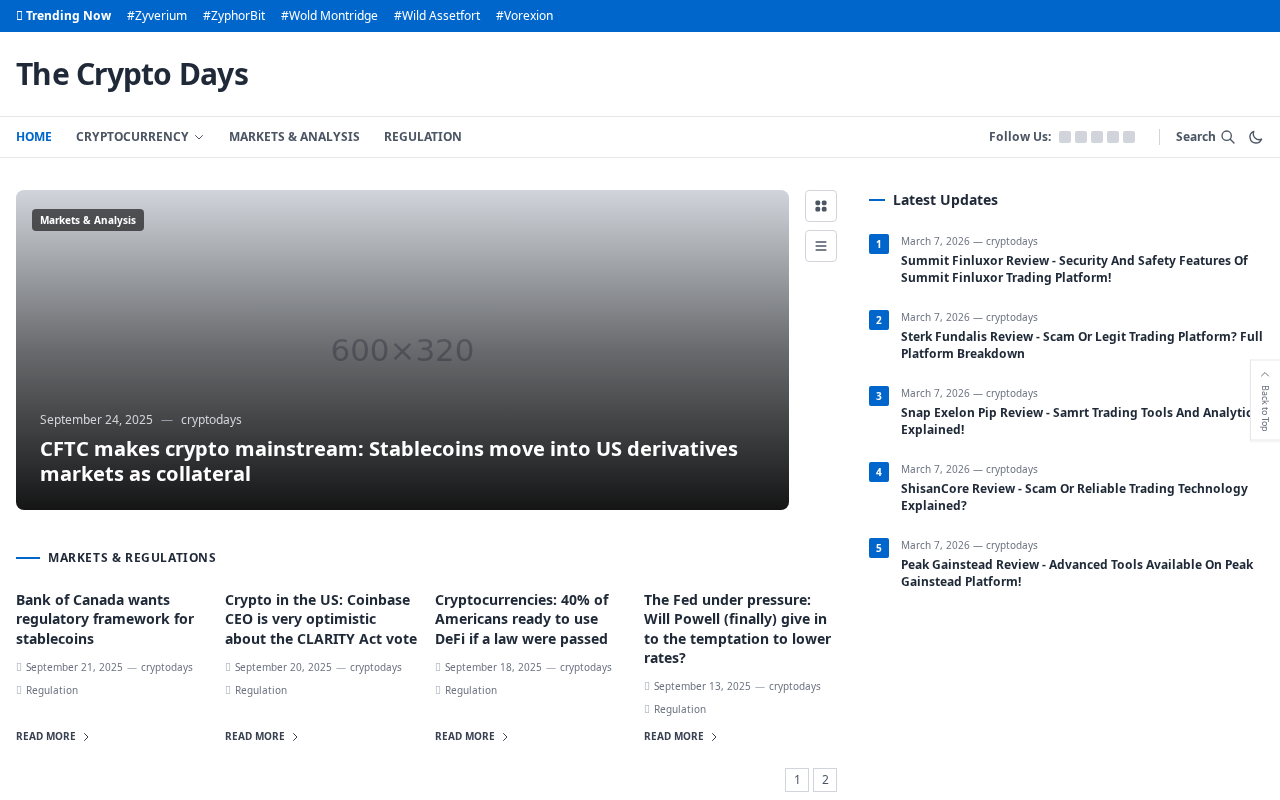 Trending Now #Zyverium #ZyphorBit #Wold Montridge #Wild Assetfort #Vorexion
The Crypto Days
HOME CRYPTOCURRENCY MARKETS & ANALYSIS REGULATION Follow Us: Search
Markets & Analysis
600×320
September 24, 2025 — cryptodays
CFTC makes crypto mainstream: Stablecoins move into US derivatives
markets as collateral
Latest Updates
1 March 7, 2026 — cryptodays
Summit Finluxor Review - Security And Safety Features Of
Summit Finluxor Trading Platform!
2 March 7, 2026 — cryptodays
Sterk Fundalis Review - Scam Or Legit Trading Platform? Full
Platform Breakdown
3 March 7, 2026 — cryptodays
Snap Exelon Pip Review - Samrt Trading Tools And Analytic
Explained!
4 March 7, 2026 — cryptodays
ShisanCore Review - Scam Or Reliable Trading Technology
Explained?
5 March 7, 2026 — cryptodays
Peak Gainstead Review - Advanced Tools Available On Peak
Gainstead Platform!
Back to Top
MARKETS & REGULATIONS
Bank of Canada wants
regulatory framework for
stablecoins
September 21, 2025 — cryptodays
Regulation
READ MORE
Crypto in the US: Coinbase
CEO is very optimistic
about the CLARITY Act vote
September 20, 2025 — cryptodays
Regulation
READ MORE
Cryptocurrencies: 40% of
Americans ready to use
DeFi if a law were passed
September 18, 2025 — cryptodays
Regulation
READ MORE
The Fed under pressure:
Will Powell (finally) give in
to the temptation to lower
rates?
September 13, 2025 — cryptodays
Regulation
READ MORE
1 2